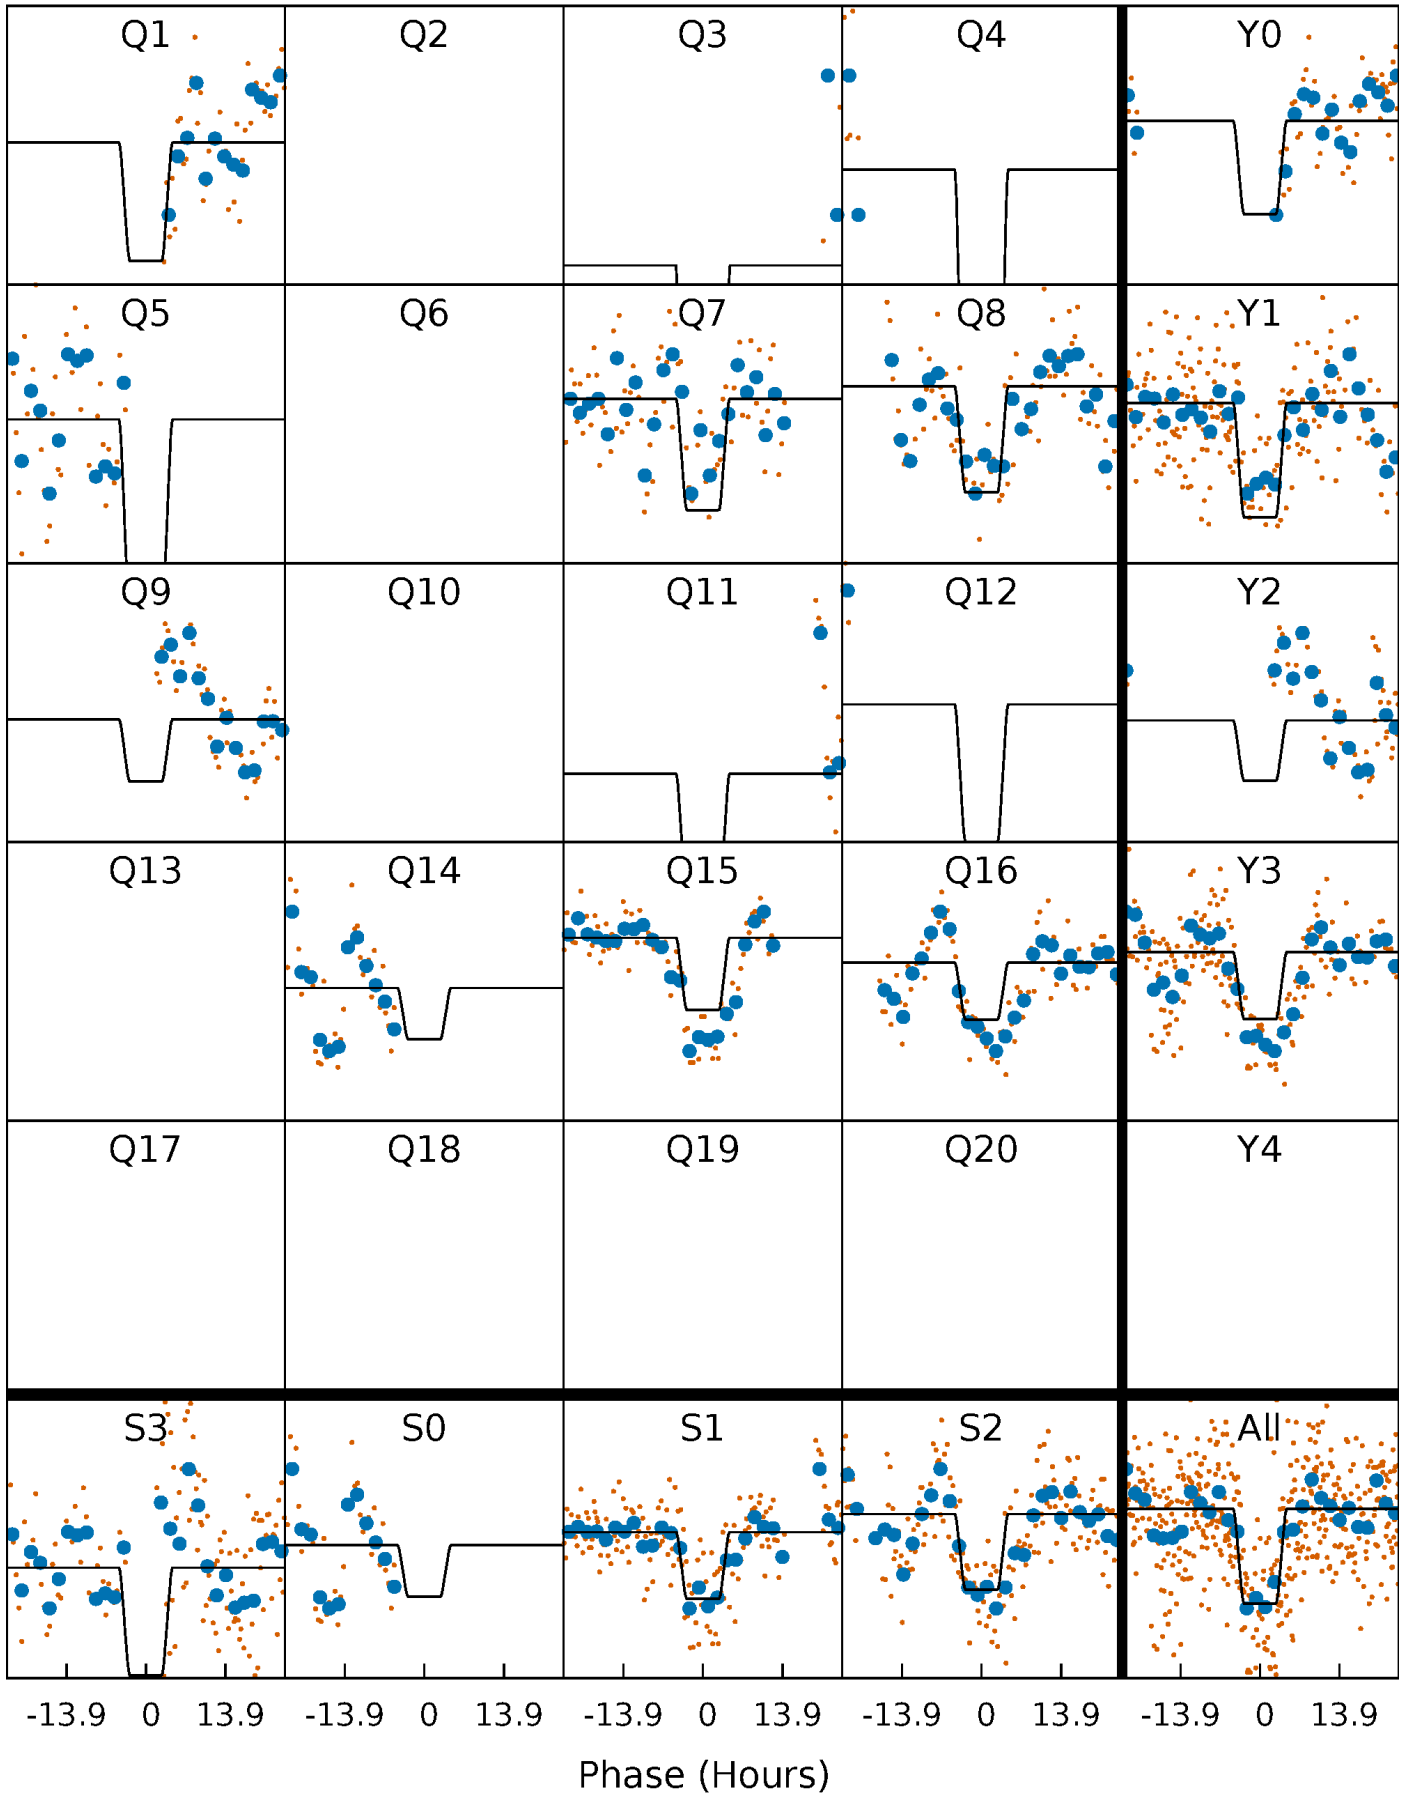 Q1 Q2 Q3 Q4 Y0
Q5 Q6 Q7 Q8 Y1
Q9 Q10 Q11 Q12 Y2
Q13 Q14 Q15 Q16 Y3
Q17 Q18 Q19 Q20 Y4
S3 S0 S1 S2 All
-13.9 0 13.9 -13.9 0 13.9 -13.9 0 13.9 -13.9 0 13.9 -13.9 0 13.9
Phase (Hours)